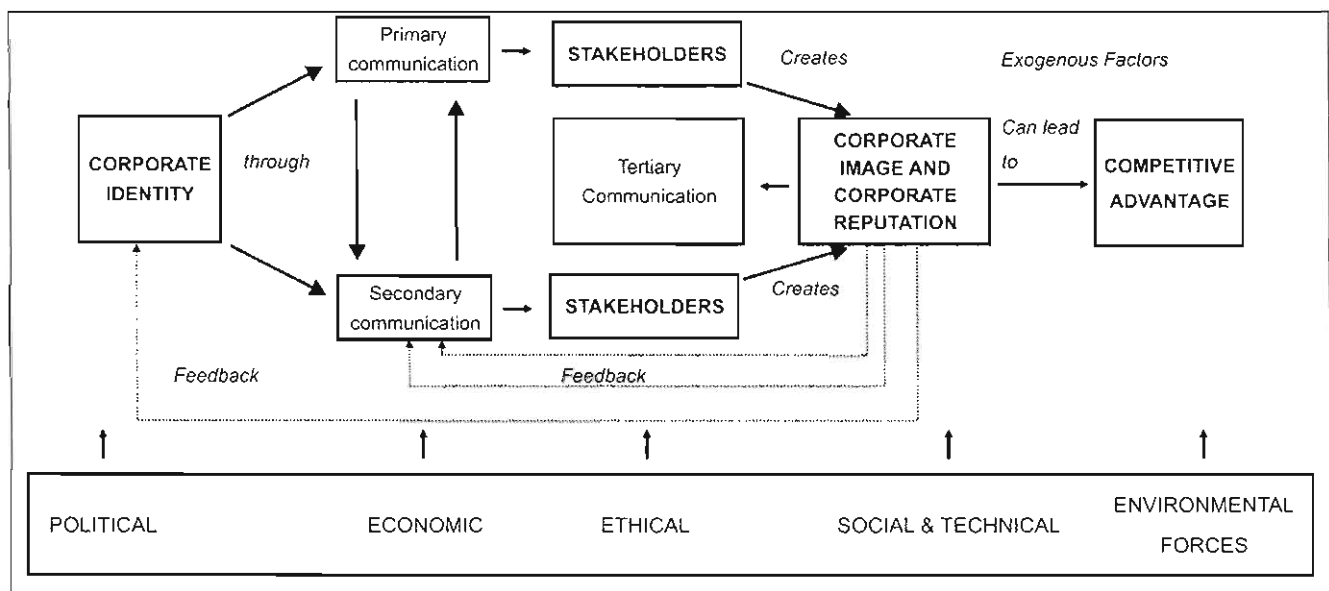 Primary
communication
STAKEHOLDERS
Creates
Exogenous Factors
CORPORATE
IDENTITY
through
Tertiary
Communication
CORPORATE
IMAGE AND
CORPORATE
REPUTATION
Can lead
to
COMPETITIVE
ADVANTAGE
Secondary
communication
STAKEHOLDERS
Creates
Feedback
Feedback
POLITICAL
ECONOMIC
ETHICAL
SOCIAL & TECHNICAL
ENVIRONMENTAL
FORCES